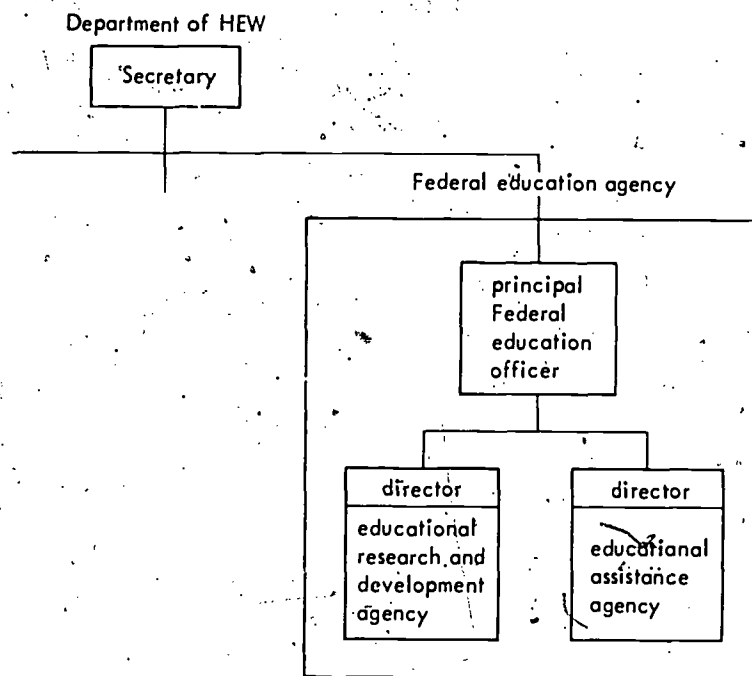 Department of HEW
Secretary
Federal education agency
principal
Federal
education
officer
director
educational
research and
development
agency
director
educational
assistance
agency